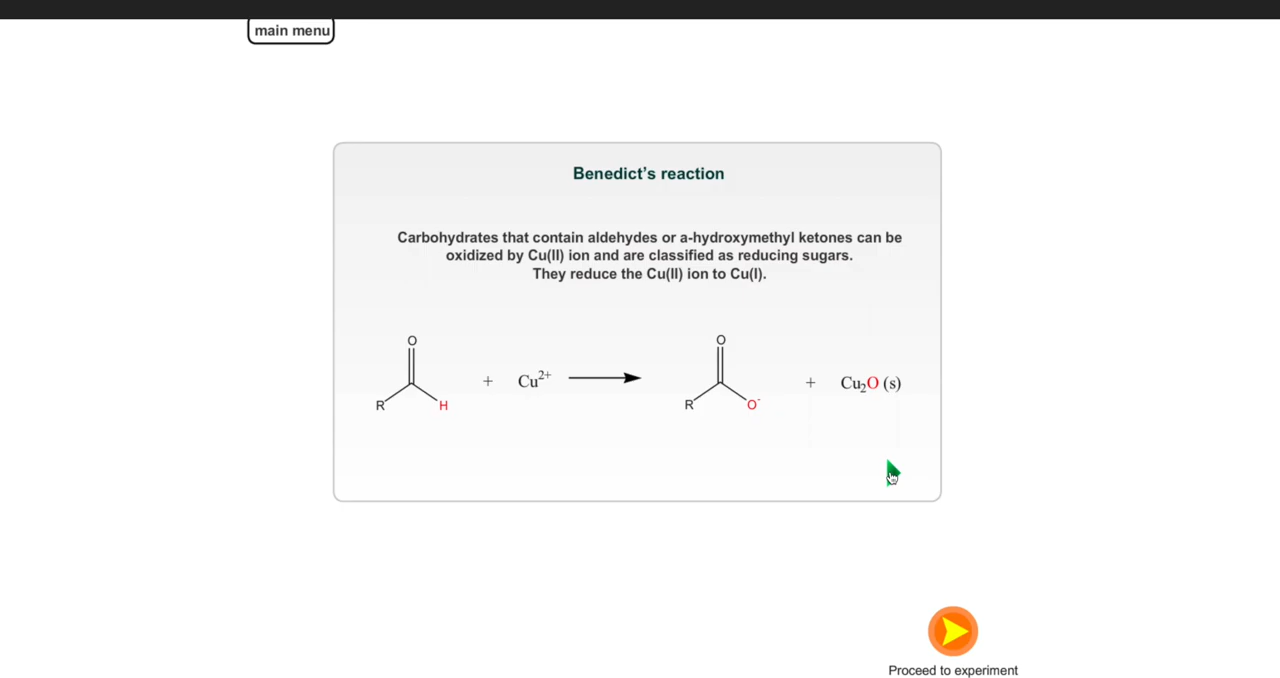 main menu
Benedict's reaction
Carbohydrates that contain aldehydes or a-hydroxymethyl ketones can be
oxidized by Cu(II) ion and are classified as reducing sugars.
They reduce the Cu(II) ion to Cu(I).
O
R H
+ Cu²⁺
O
R O⁻
+ Cu₂O (s)
Proceed to experiment